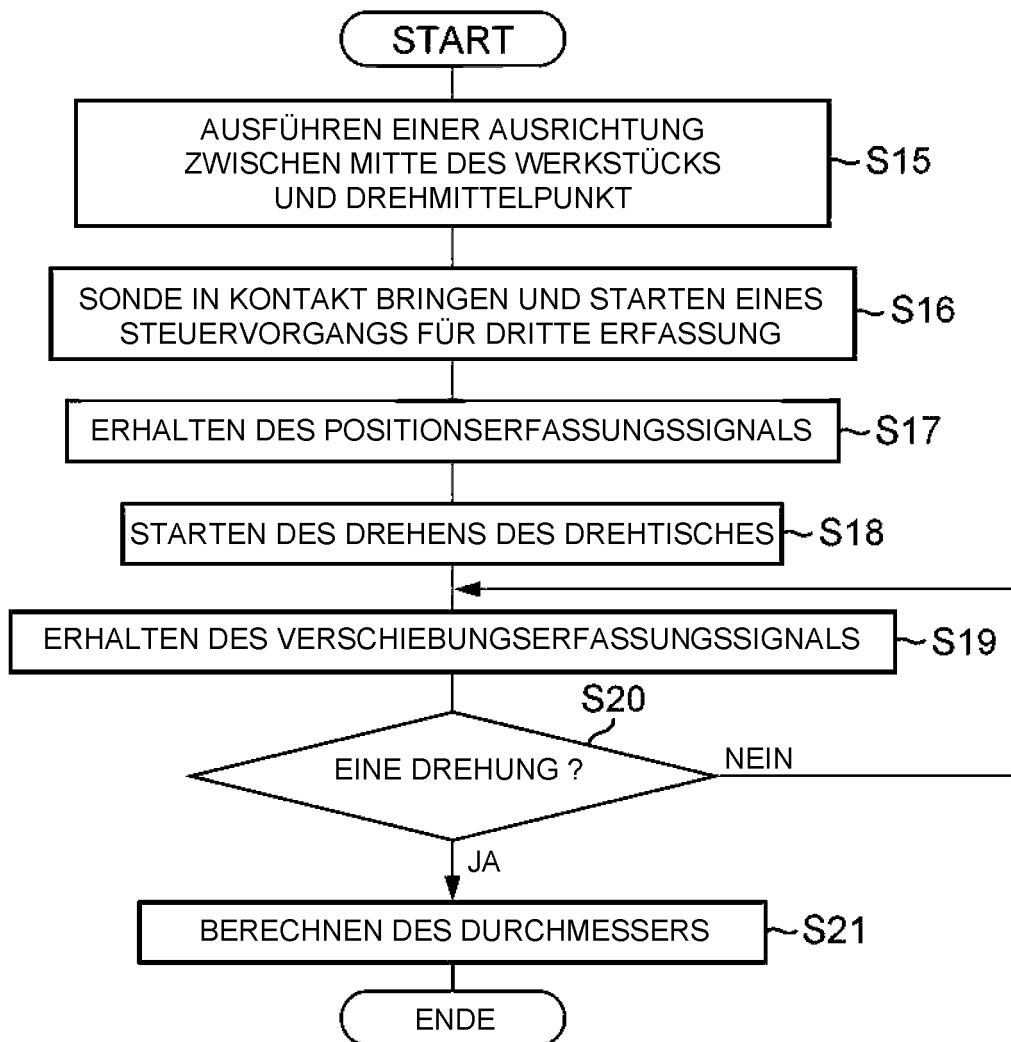 START
AUSFÜHREN EINER AUSRICHTUNG
ZWISCHEN MITTE DES WERKSTÜCKS
UND DREHMITTELPUNKT
S15
SONDE IN KONTAKT BRINGEN UND STARTEN EINES
STEUERVORGANGS FÜR DRITTE ERFASSUNG
S16
ERHALTEN DES POSITIONSERFASSUNGSSIGNALS
S17
STARTEN DES DREHENS DES DREHTISCHES
S18
ERHALTEN DES VERSCHIEBUNGSERFASSUNGSSIGNALS
S19
S20
EINE DREHUNG ?
NEIN
JA
BERECHNEN DES DURCHMESSERS
S21
ENDE